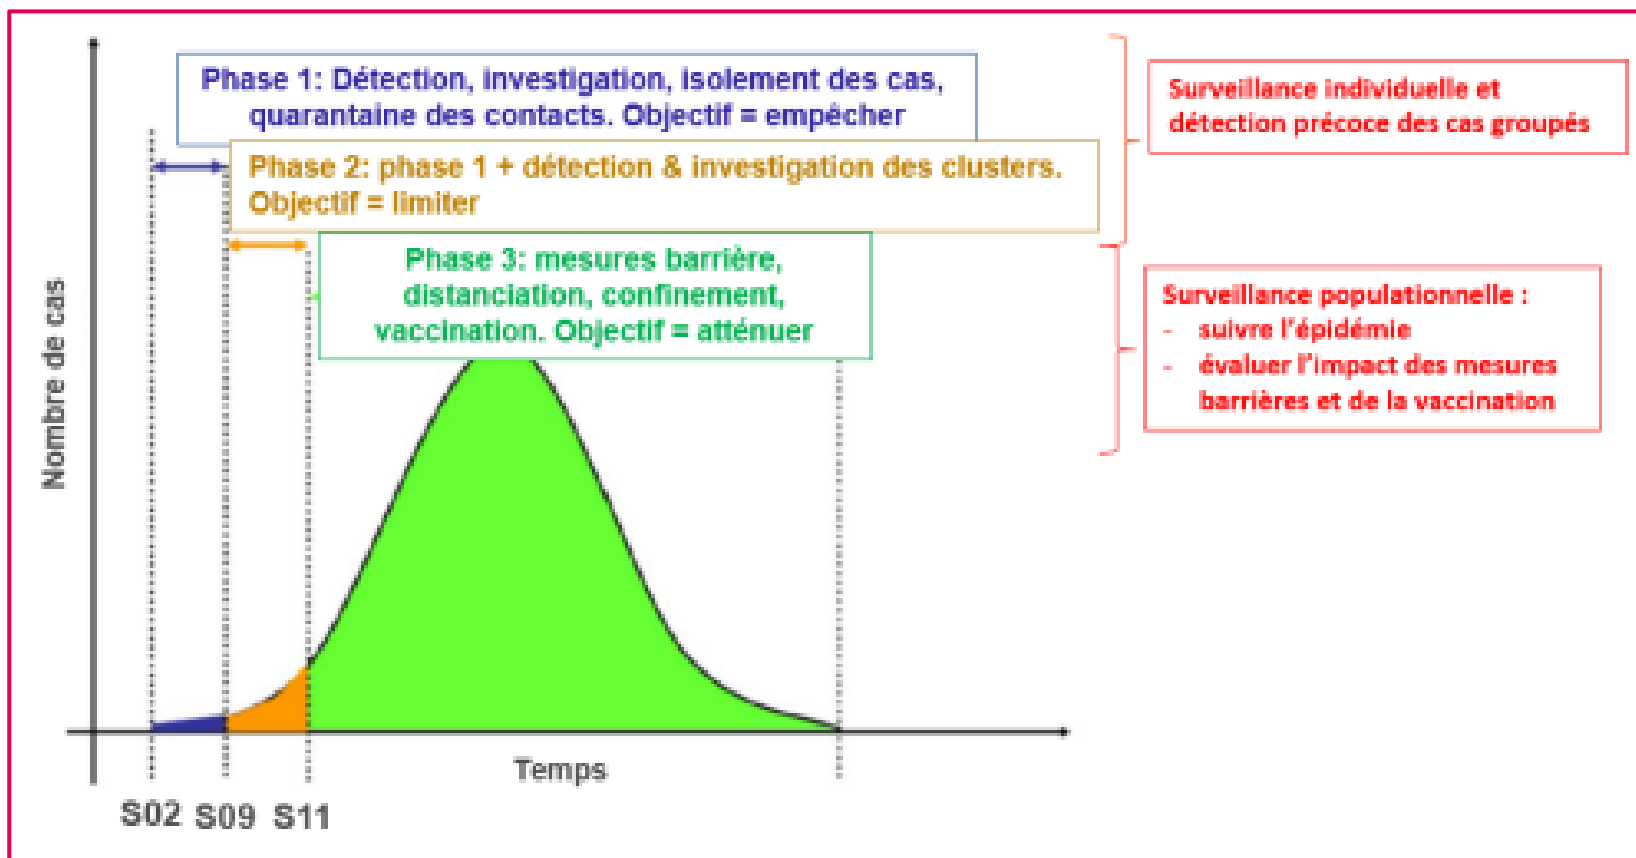 Phase 1: Détection, investigation, isolement des cas,
quarantaine des contacts. Objectif = empêcher
Phase 2: phase 1 + détection & investigation des clusters.
Objectif = limiter
Phase 3: mesures barrière,
distanciation, confinement,
vaccination. Objectif = atténuer
Surveillance individuelle et
détection précoce des cas groupés
Surveillance populationnelle :
- suivre l'épidémie
- évaluer l'impact des mesures
barrières et de la vaccination
Nombre de cas
Temps
S02 S09 S11